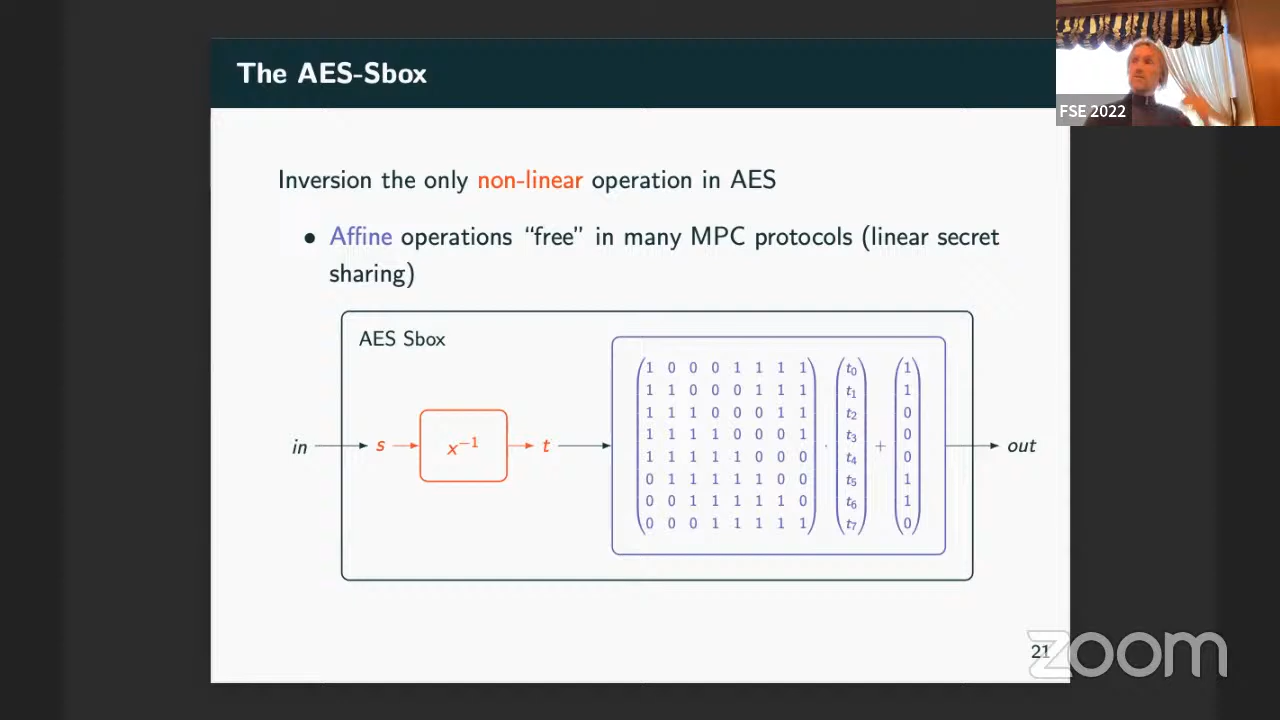 The AES-Sbox
FSE 2022
Inversion the only non-linear operation in AES
• Affine operations “free” in many MPC protocols (linear secret
sharing)
AES Sbox
in s x⁻¹ t
1 0 0 0 1 1 1 1 t₀ 1
1 1 0 0 0 1 1 1 t₁ 1
1 1 1 0 0 0 1 1 t₂ 0
1 1 1 1 0 0 0 1 t₃ · + 0
1 1 1 1 1 0 0 0 t₄ 0
0 1 1 1 1 1 0 0 t₅ 1
0 0 1 1 1 1 1 0 t₆ 1
0 0 0 1 1 1 1 1 t₇ 0
out
21
zoom